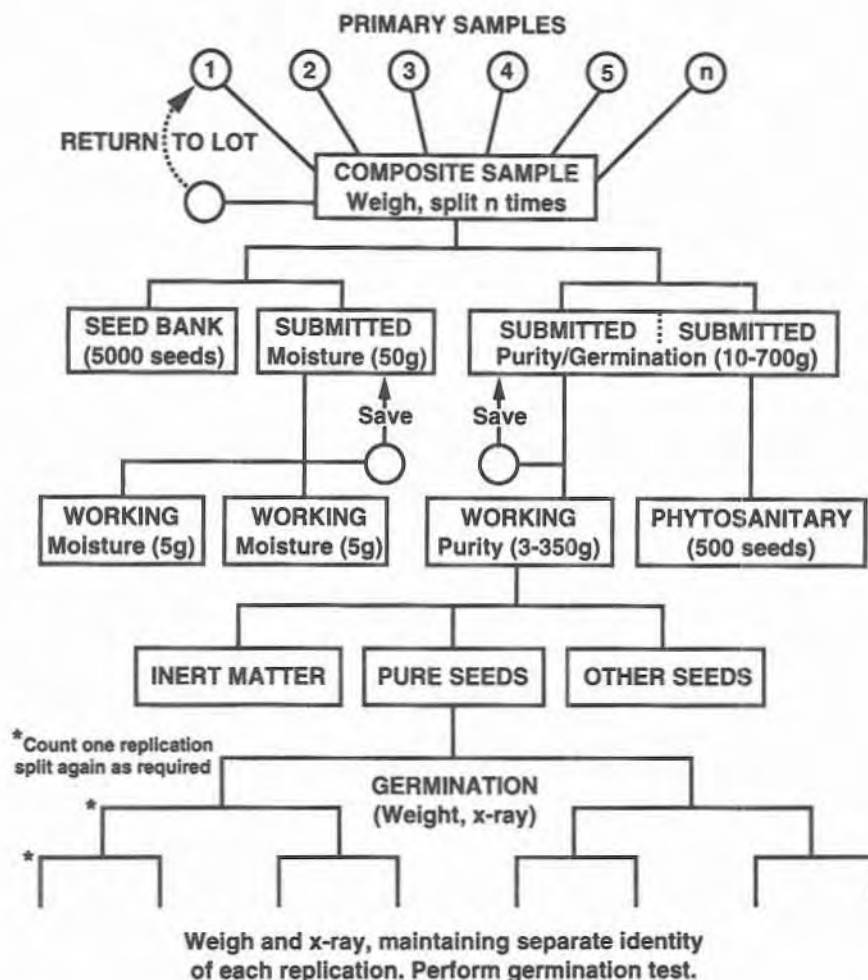 PRIMARY SAMPLES
1 2 3 4 5 n
RETURN TO LOT
COMPOSITE SAMPLE
Weigh, split n times
SEED BANK
(5000 seeds)
SUBMITTED
Moisture (50g)
SUBMITTED SUBMITTED
Purity/Germination (10-700g)
Save Save
WORKING
Moisture (5g)
WORKING
Moisture (5g)
WORKING
Purity (3-350g)
PHYTOSANITARY
(500 seeds)
INERT MATTER
PURE SEEDS
OTHER SEEDS
*Count one replication
split again as required
GERMINATION
(Weight, x-ray)
*
*
Weigh and x-ray, maintaining separate identity
of each replication. Perform germination test.